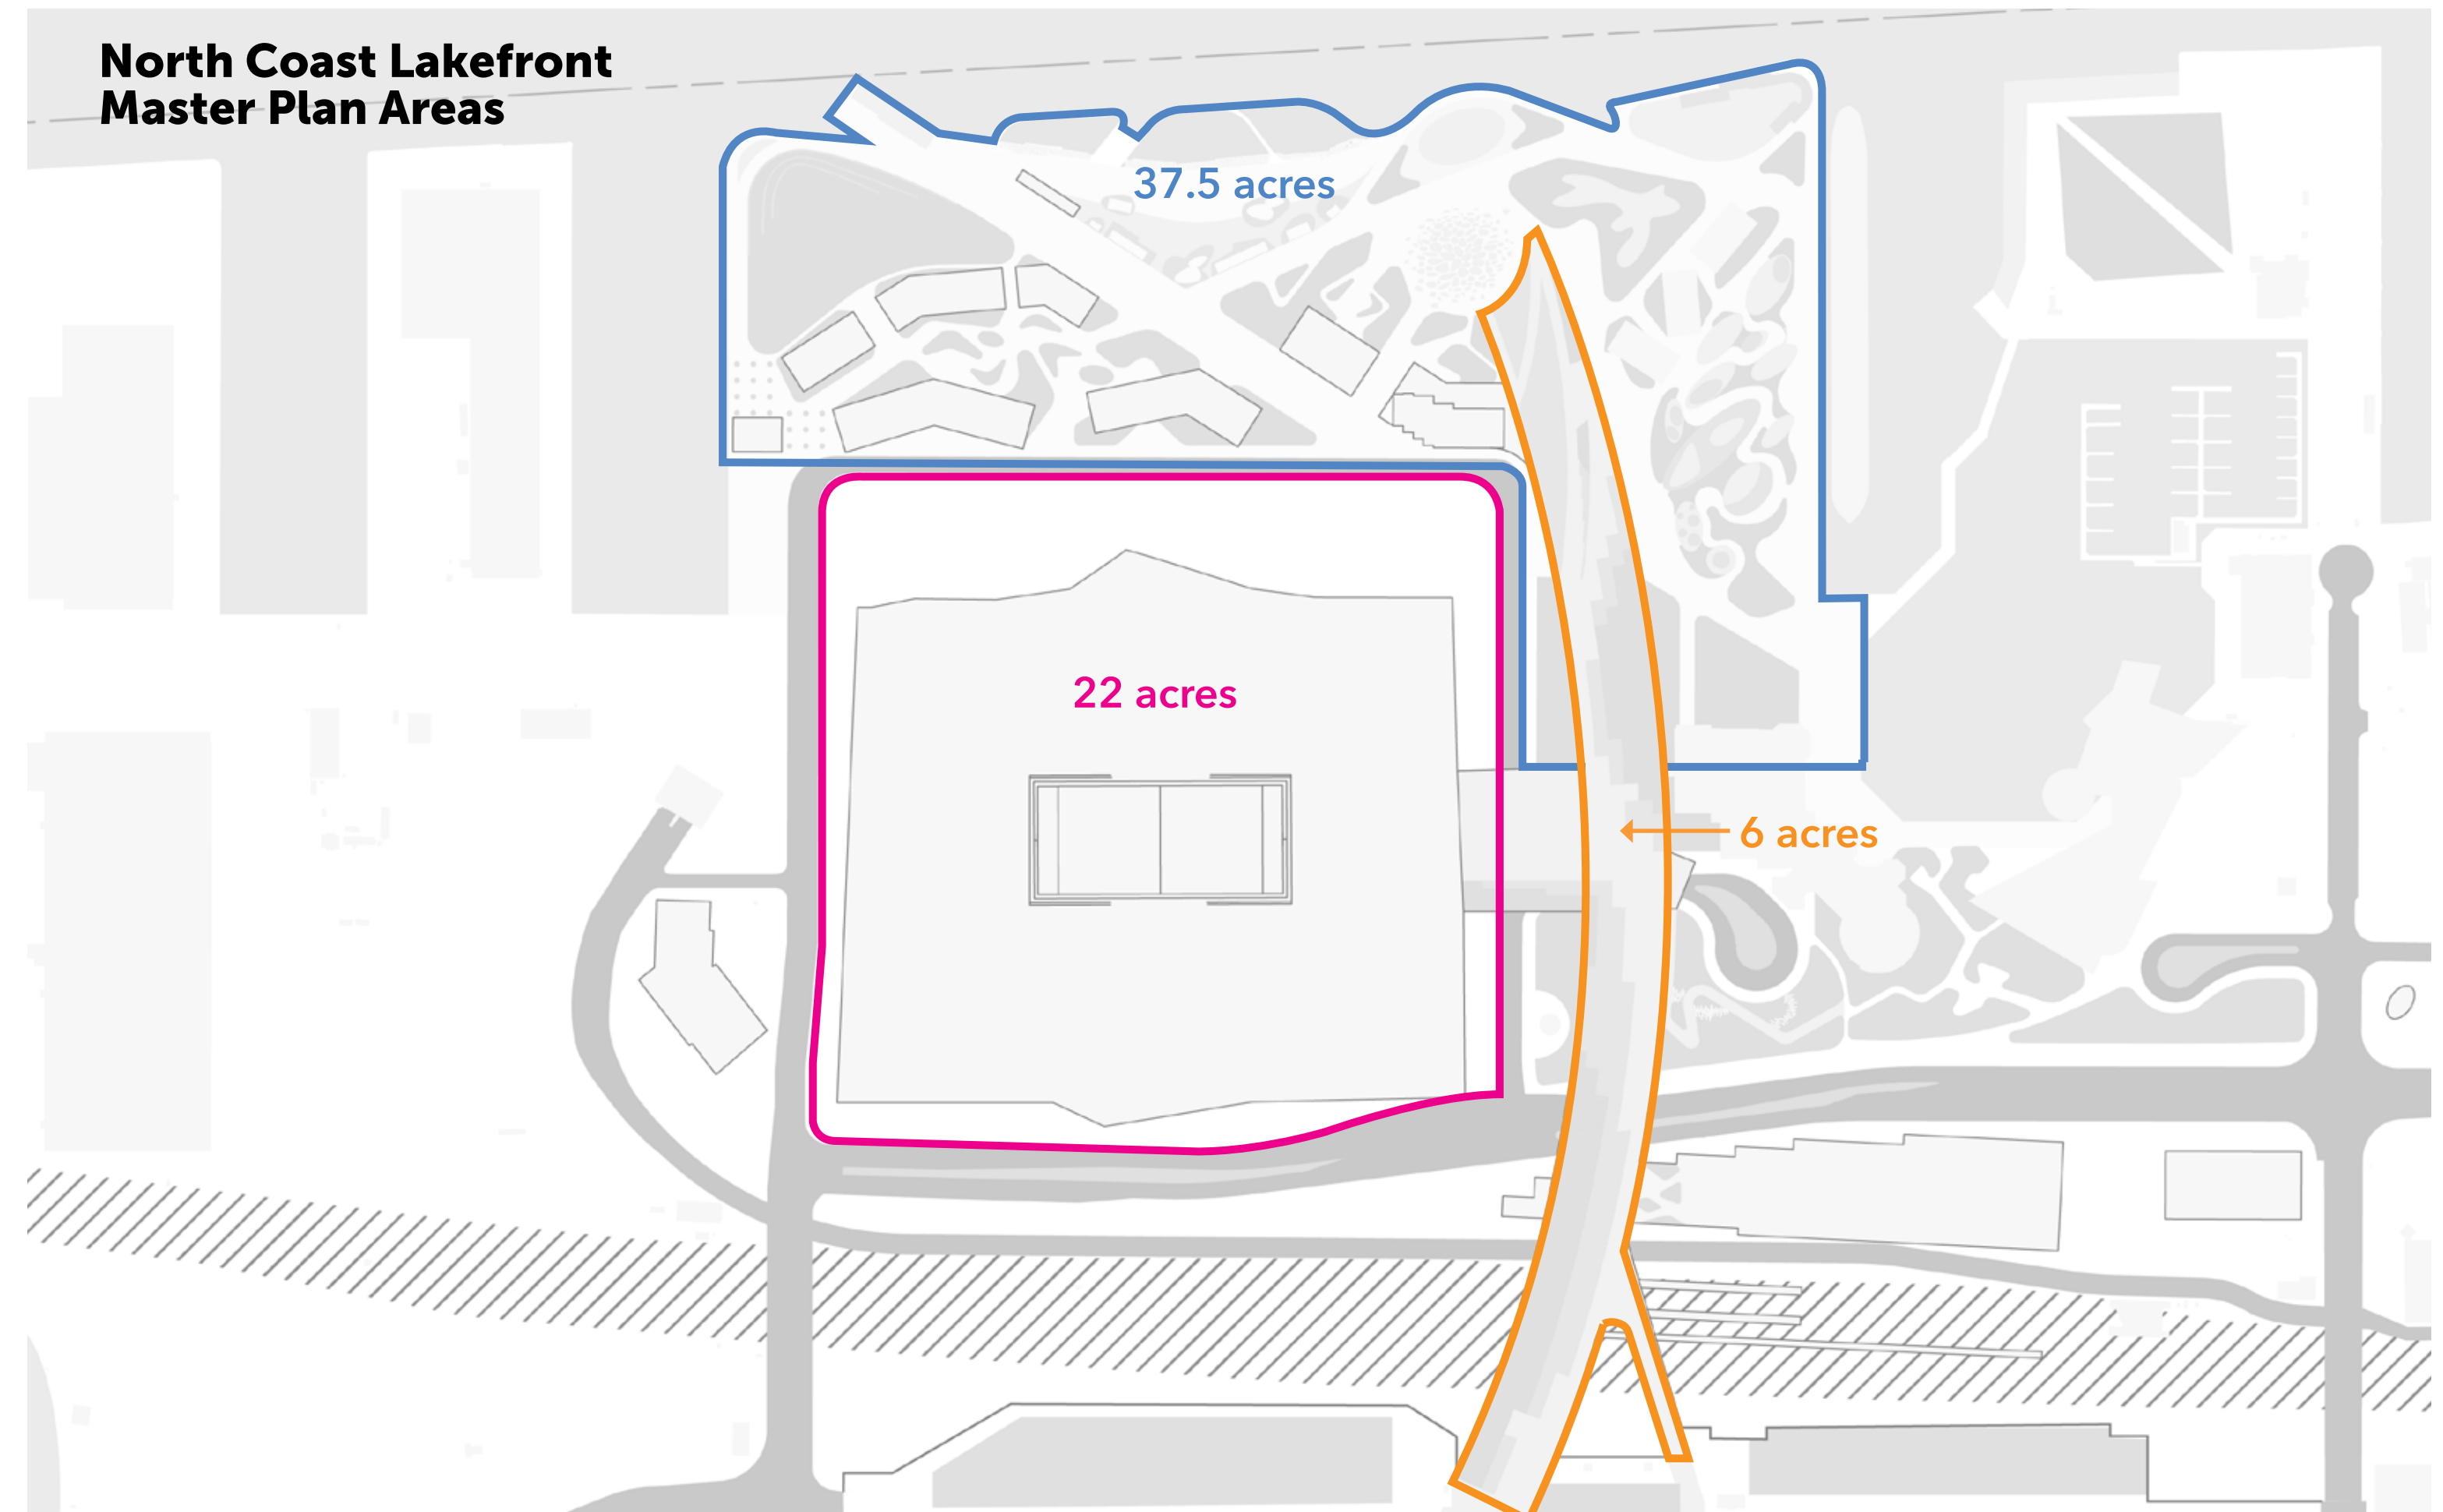 North Coast Lakefront
Master Plan Areas
37.5 acres
22 acres
6 acres